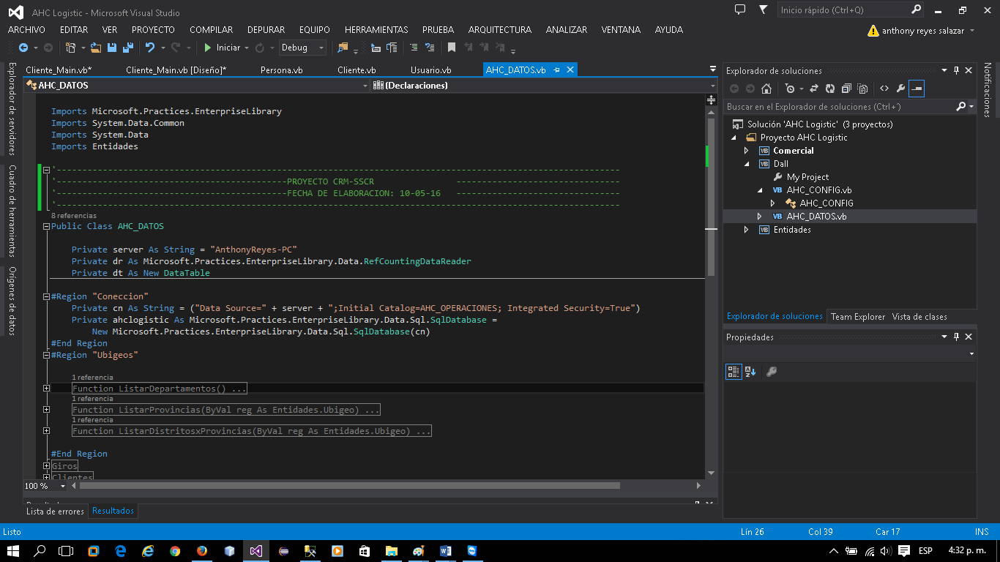 AHC Logistic - Microsoft Visual Studio
Inicio rápido (Ctrl+Q)
ARCHIVO EDITAR VER PROYECTO COMPILAR DEPURAR EQUIPO HERRAMIENTAS PRUEBA ARQUITECTURA ANALIZAR VENTANA AYUDA
anthony reyes salazar
Iniciar Debug
Explorador de servidores
Cuadro de herramientas
Orígenes de datos
Cliente_Main.vb* Cliente_Main.vb [Diseño]* Persona.vb Cliente.vb Usuario.vb AHC_DATOS.vb
AHC_DATOS (Declaraciones)
Imports Microsoft.Practices.EnterpriseLibrary
Imports System.Data.Common
Imports System.Data
Imports Entidades
'--------------------------------------------------------------------------------------------------------------
'---------------------------------------------PROYECTO CRM-SSCR                --------------------------------
'---------------------------------------------FECHA DE ELABORACION: 10-05-16   --------------------------------
'--------------------------------------------------------------------------------------------------------------
8 referencias
Public Class AHC_DATOS
Private server As String = "AnthonyReyes-PC"
Private dr As Microsoft.Practices.EnterpriseLibrary.Data.RefCountingDataReader
Private dt As New DataTable
#Region "Coneccion"
Private cn As String = ("Data Source=" + server + ";Initial Catalog=AHC_OPERACIONES; Integrated Security=True")
Private ahclogistic As Microsoft.Practices.EnterpriseLibrary.Data.Sql.SqlDatabase =
New Microsoft.Practices.EnterpriseLibrary.Data.Sql.SqlDatabase(cn)
#End Region
#Region "Ubigeos"
1 referencia
Function ListarDepartamentos() ...
1 referencia
Function ListarProvincias(ByVal reg As Entidades.Ubigeo) ...
1 referencia
Function ListarDistritosxProvincias(ByVal reg As Entidades.Ubigeo) ...
#End Region
Giros
Clientes
100 %
Lista de errores Resultados
Explorador de soluciones
Buscar en el Explorador de soluciones (Ctrl+´)
Solución 'AHC Logistic' (3 proyectos)
Proyecto AHC Logistic
VB Comercial
VB Dall
My Project
VB AHC_CONFIG.vb
AHC_CONFIG
VB AHC_DATOS.vb
VB Entidades
Explorador de soluciones Team Explorer Vista de clases
Propiedades
Notificaciones
Listo Lín 26 Col 39 Car 17 INS
ESP 4:32 p. m.